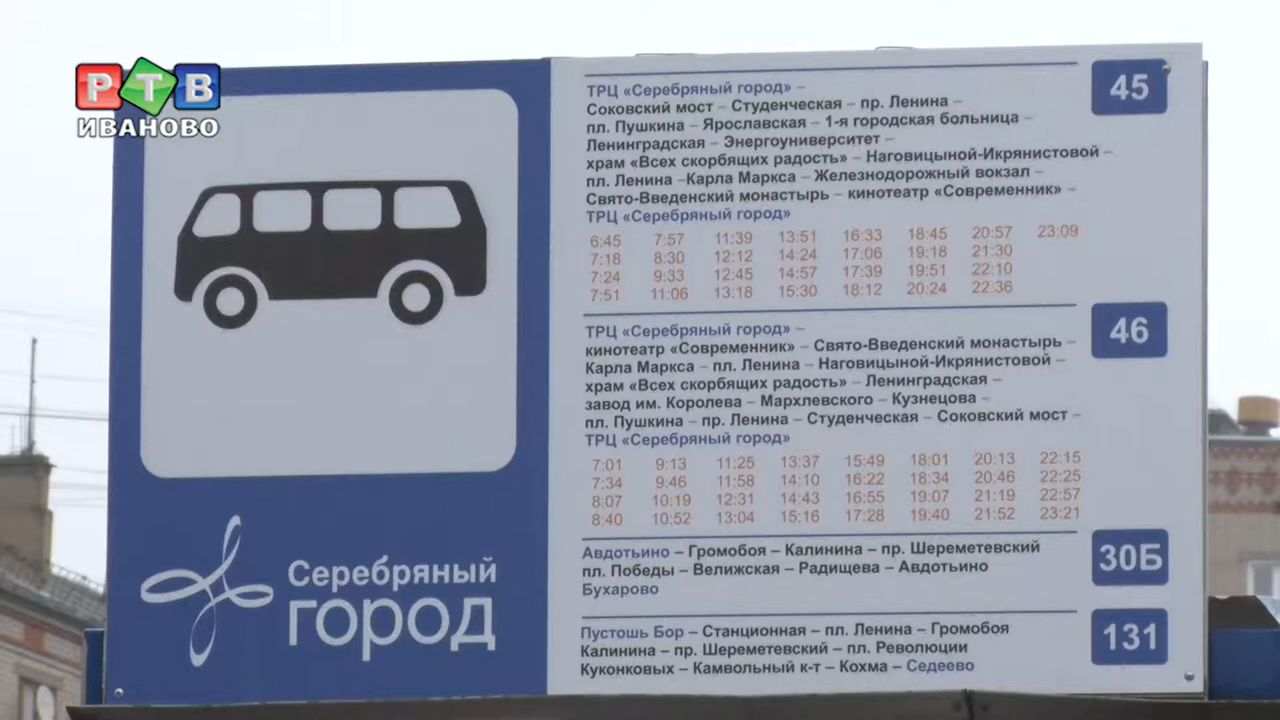 РТВ
ИВАНОВО
Серебряный
город
ТРЦ «Серебряный город» –
Соковский мост – Студенческая – пр. Ленина –
пл. Пушкина – Ярославская – 1-я городская больница –
Ленинградская – Энергоуниверситет –
храм «Всех скорбящих радость» – Наговицыной-Икрянистовой –
пл. Ленина –Карла Маркса – Железнодорожный вокзал –
Свято-Введенский монастырь – кинотеатр «Современник» –
ТРЦ «Серебряный город»
45
6:45 7:57 11:39 13:51 16:33 18:45 20:57 23:09
7:18 8:30 12:12 14:24 17:06 19:18 21:30
7:24 9:33 12:45 14:57 17:39 19:51 22:10
7:51 11:06 13:18 15:30 18:12 20:24 22:36
ТРЦ «Серебряный город» –
кинотеатр «Современник» – Свято-Введенский монастырь –
Карла Маркса – пл. Ленина – Наговицыной-Икрянистовой –
храм «Всех скорбящих радость» – Ленинградская –
завод им. Королева – Мархлевского – Кузнецова –
пл. Пушкина – пр. Ленина – Студенческая – Соковский мост –
ТРЦ «Серебряный город»
46
7:01 9:13 11:25 13:37 15:49 18:01 20:13 22:15
7:34 9:46 11:58 14:10 16:22 18:34 20:46 22:25
8:07 10:19 12:31 14:43 16:55 19:07 21:19 22:57
8:40 10:52 13:04 15:16 17:28 19:40 21:52 23:21
Авдотьино – Громобоя – Калинина – пр. Шереметевский
пл. Победы – Велижская – Радищева – Авдотьино
Бухарово
30Б
Пустошь Бор – Станционная – пл. Ленина – Громобоя
Калинина – пр. Шереметевский – пл. Революции
Куконковых – Камвольный к-т – Кохма – Седеево
131